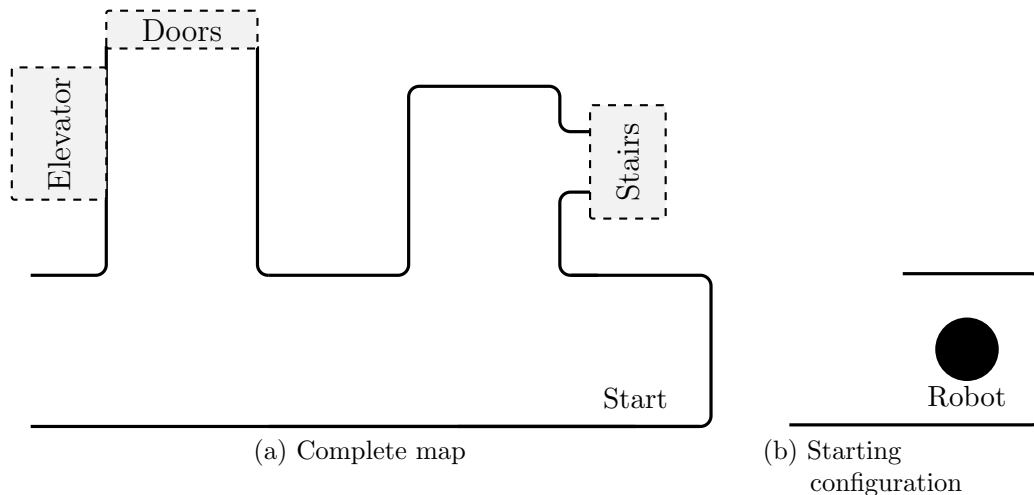 Doors
Elevator
Stairs
Start
Robot
(a) Complete map
(b) Starting
configuration